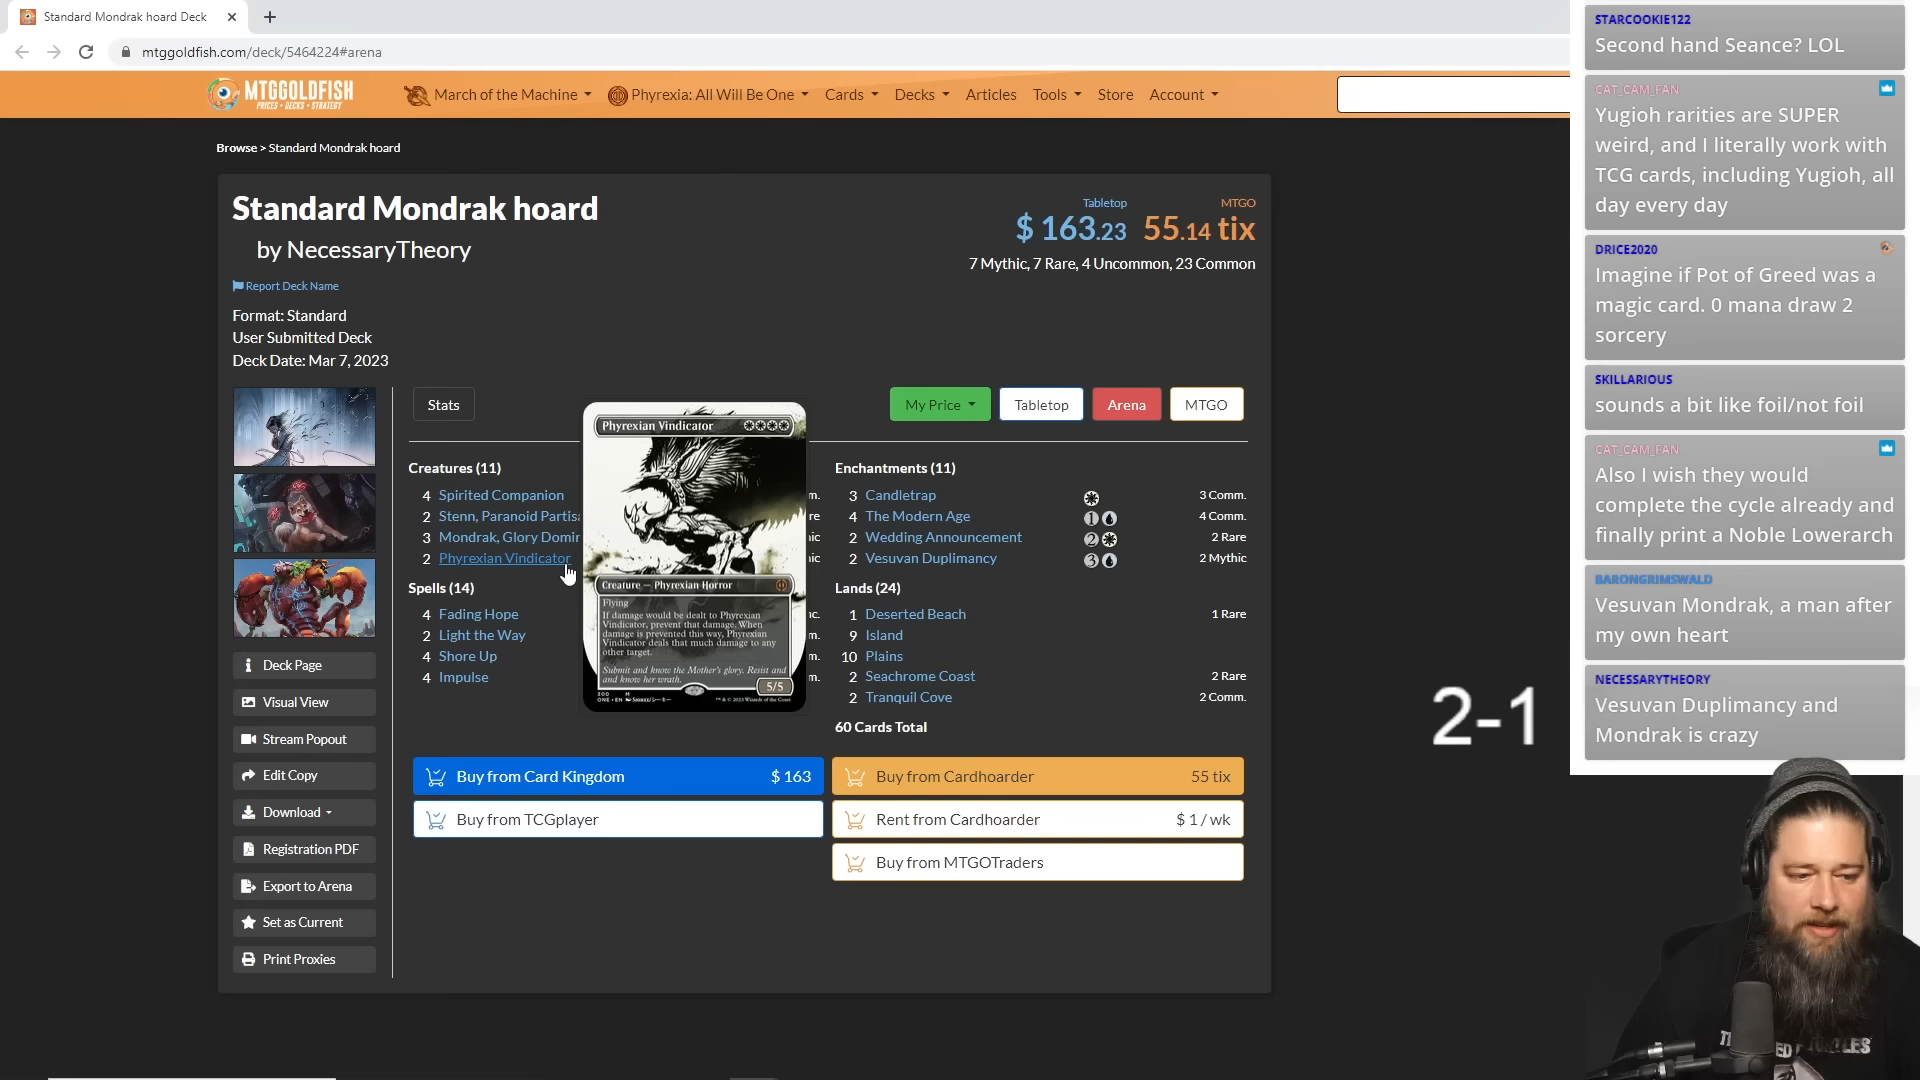 Standard Mondrak hoard Deck
mtggoldfish.com/deck/5464224#arena
MTGGOLDFISH
PRICES • DECKS • STRATEGY
March of the Machine
Phyrexia: All Will Be One
Cards
Decks
Articles
Tools
Store
Account
Browse > Standard Mondrak hoard
Standard Mondrak hoard
by NecessaryTheory
Report Deck Name
Format: Standard
User Submitted Deck
Deck Date: Mar 7, 2023
Tabletop
$ 163.23
MTGO
55.14 tix
7 Mythic, 7 Rare, 4 Uncommon, 23 Common
Stats
My Price
Tabletop
Arena
MTGO
Creatures (11)
4 Spirited Companion
2 Stenn, Paranoid Partis
3 Mondrak, Glory Domin
2 Phyrexian Vindicator
Spells (14)
4 Fading Hope
2 Light the Way
4 Shore Up
4 Impulse
m.
re
ic
ic
c.
m.
m.
m.
Phyrexian Vindicator
Creature — Phyrexian Horror
Flying
If damage would be dealt to Phyrexian
Vindicator, prevent that damage. When
damage is prevented this way, Phyrexian
Vindicator deals that much damage to any
other target.
Submit and know the Mother's glory. Resist and
and know her wrath.
5/5
Enchantments (11)
3 Candletrap 3 Comm.
4 The Modern Age 1 4 Comm.
2 Wedding Announcement 2 2 Rare
2 Vesuvan Duplimancy 3 2 Mythic
Lands (24)
1 Deserted Beach 1 Rare
9 Island
10 Plains
2 Seachrome Coast 2 Rare
2 Tranquil Cove 2 Comm.
60 Cards Total
Deck Page
Visual View
Stream Popout
Edit Copy
Download
Registration PDF
Export to Arena
Set as Current
Print Proxies
Buy from Card Kingdom $ 163
Buy from TCGplayer
Buy from Cardhoarder 55 tix
Rent from Cardhoarder $ 1 / wk
Buy from MTGOTraders
2-1
STARCOOKIE122
Second hand Seance? LOL
CAT_CAM_FAN
Yugioh rarities are SUPER
weird, and I literally work with
TCG cards, including Yugioh, all
day every day
DRICE2020
Imagine if Pot of Greed was a
magic card. 0 mana draw 2
sorcery
SKILLARIOUS
sounds a bit like foil/not foil
CAT_CAM_FAN
Also I wish they would
complete the cycle already and
finally print a Noble Lowerarch
BARONGRIMSWALD
Vesuvan Mondrak, a man after
my own heart
NECESSARYTHEORY
Vesuvan Duplimancy and
Mondrak is crazy